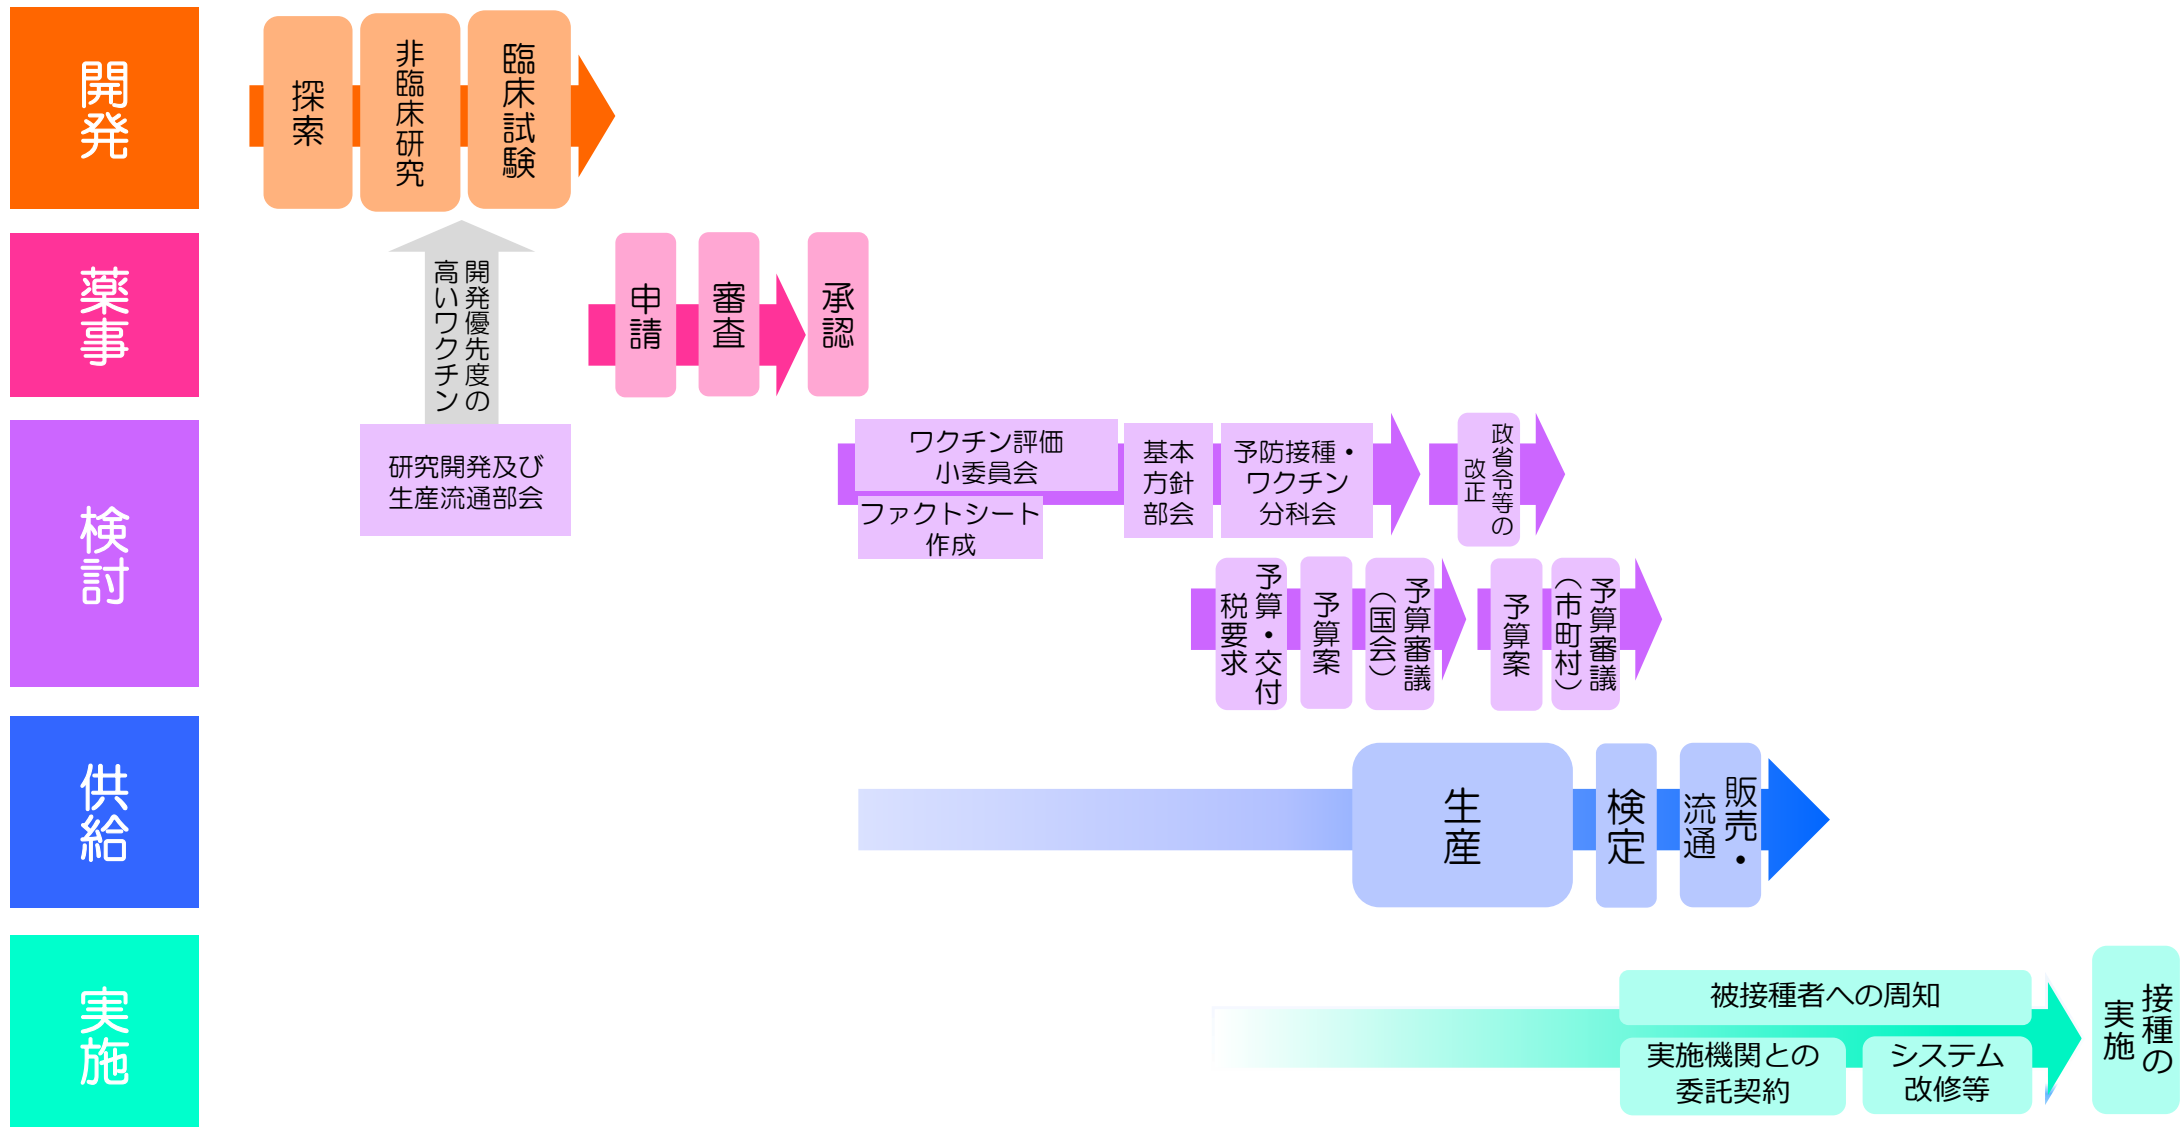 開発
探索
非臨床研究
臨床試験
薬事
開発優先度の
高いワクチン
申請
審査
承認
検討
研究開発及び
生産流通部会
ワクチン評価
小委員会
ファクトシート
作成
基本
方針
部会
予防接種・
ワクチン
分科会
政省令等の
改正
予算・交付
税要求
予算案
予算審議
（国会）
予算案
予算審議
（市町村）
供給
生産
検定
販売・
流通
実施
被接種者への周知
実施機関との
委託契約
システム
改修等
接種の
実施